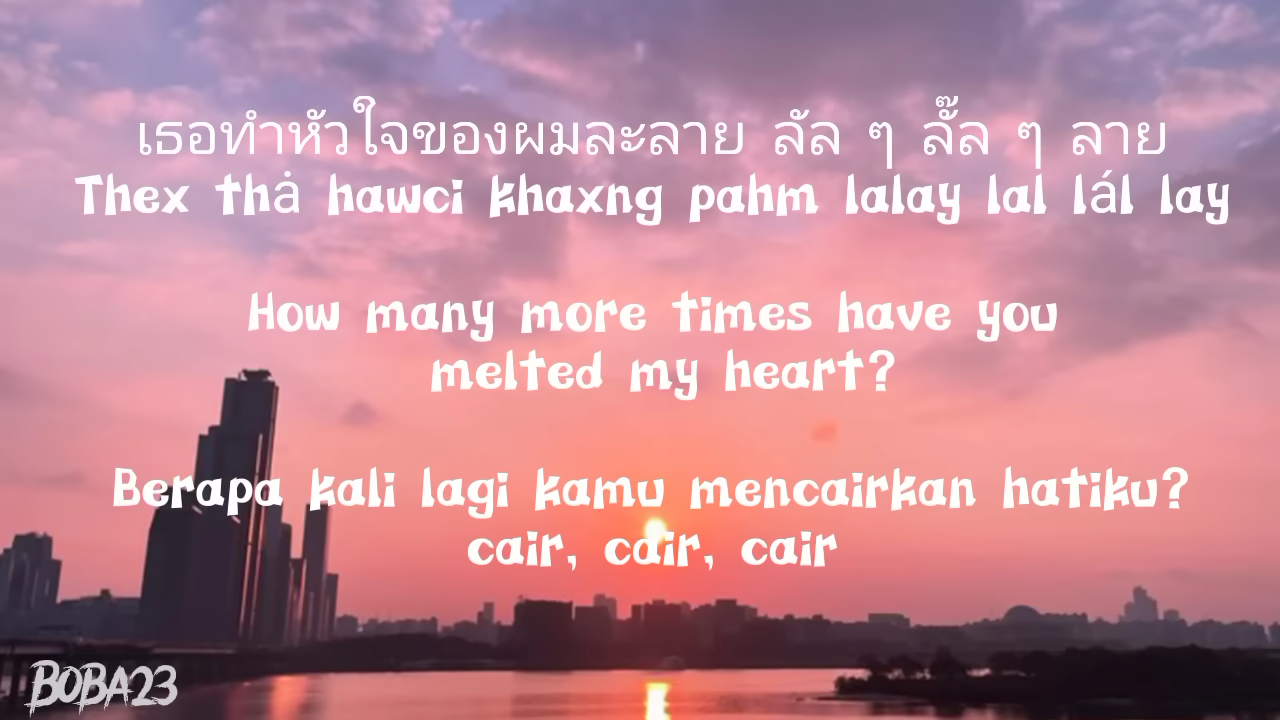 เธอทำหัวใจของผมละลาย ลัล ๆ ลั๊ล ๆ ลาย
Thex thả hawci khaxng pahm lalay lal lál lay
How many more times have you
melted my heart?
Berapa kali lagi kamu mencairkan hatiku?
cair, cair, cair
BOBA23